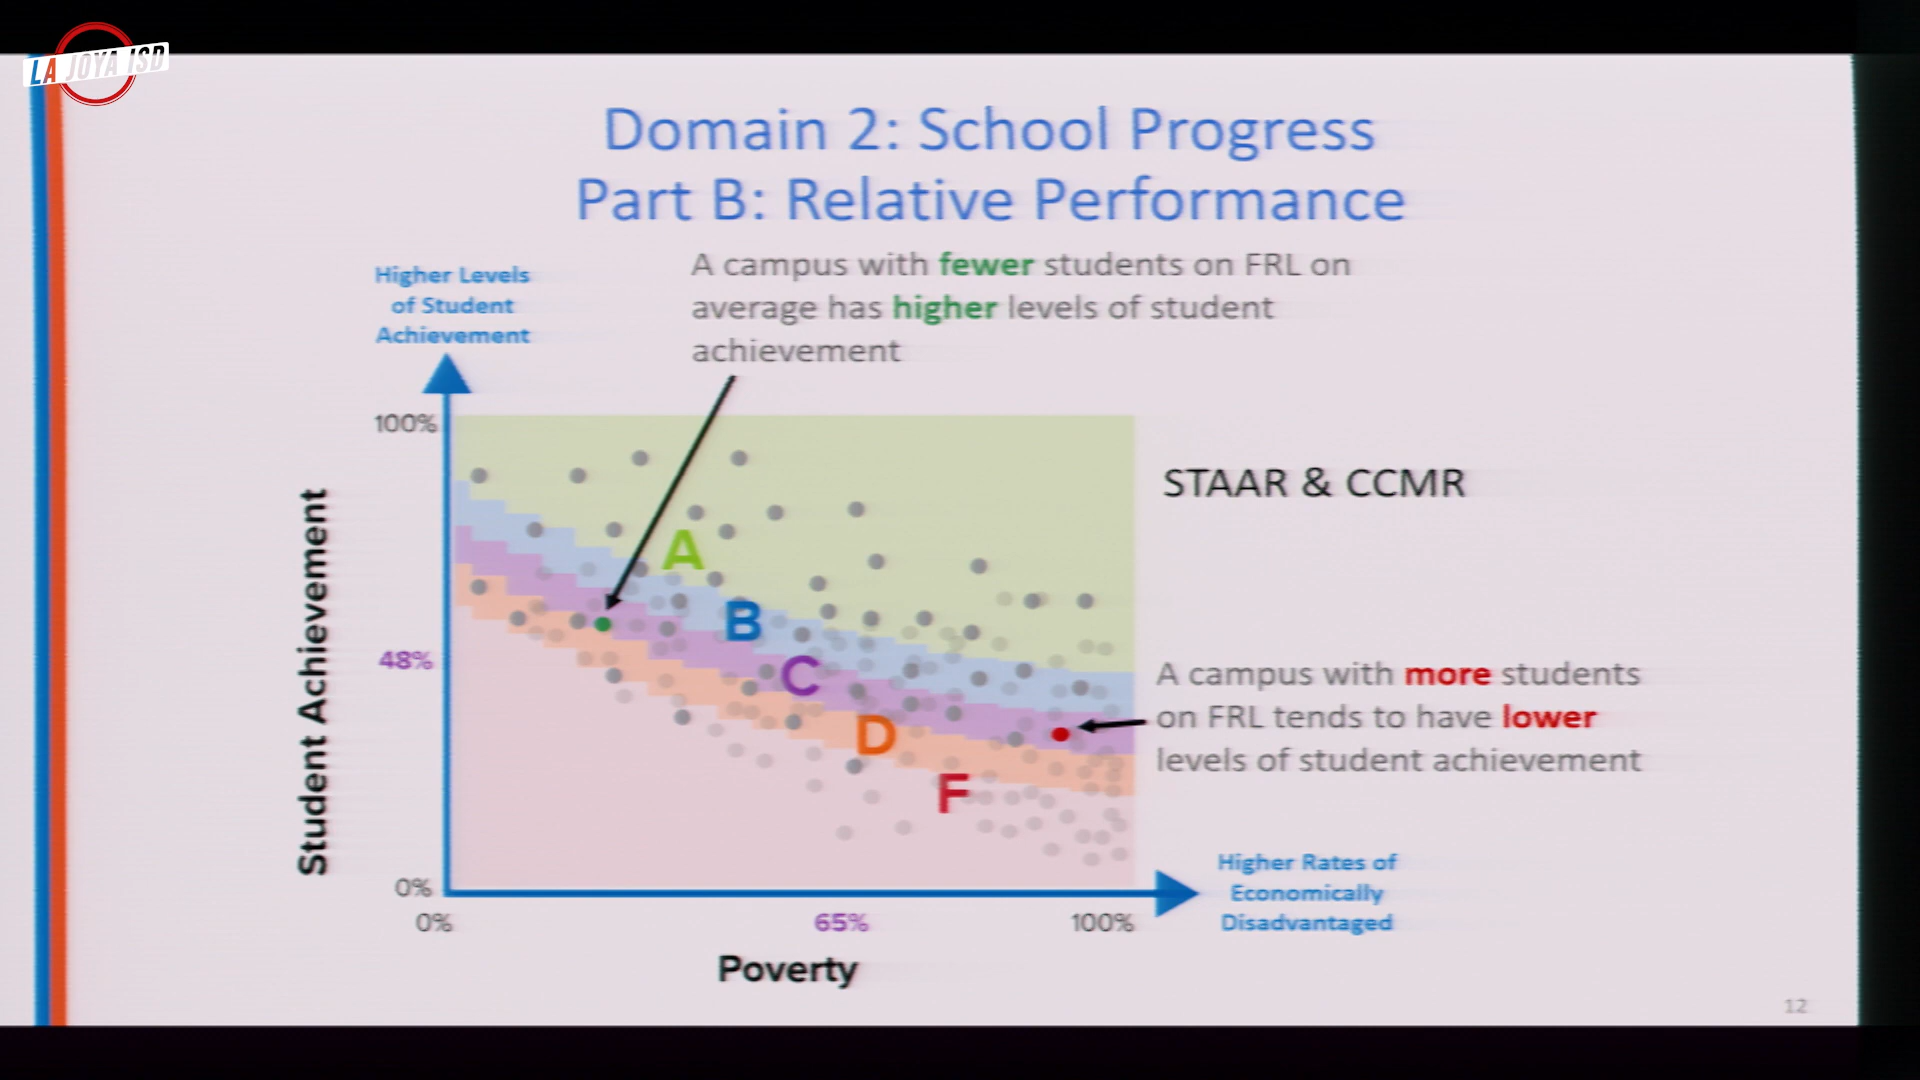 LA JOYA ISD
Domain 2: School Progress
Part B: Relative Performance
Higher Levels
of Student
Achievement
A campus with fewer students on FRL on
average has higher levels of student
achievement
100%
STAAR & CCMR
A
B
C
D
F
Student Achievement
48%
A campus with more students
on FRL tends to have lower
levels of student achievement
0%
0%
65%
100%
Higher Rates of
Economically
Disadvantaged
Poverty
12